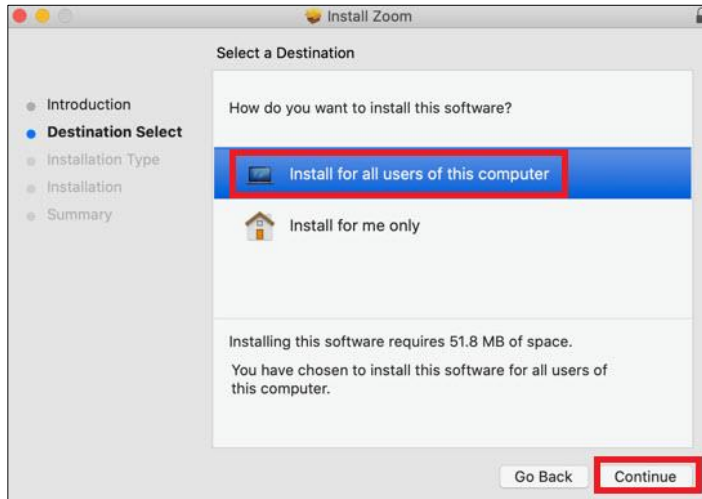 Install Zoom
Select a Destination
Introduction
Destination Select
Installation Type
Installation
Summary
How do you want to install this software?
Install for all users of this computer
Install for me only
Installing this software requires 51.8 MB of space.
You have chosen to install this software for all users of
this computer.
Go Back
Continue